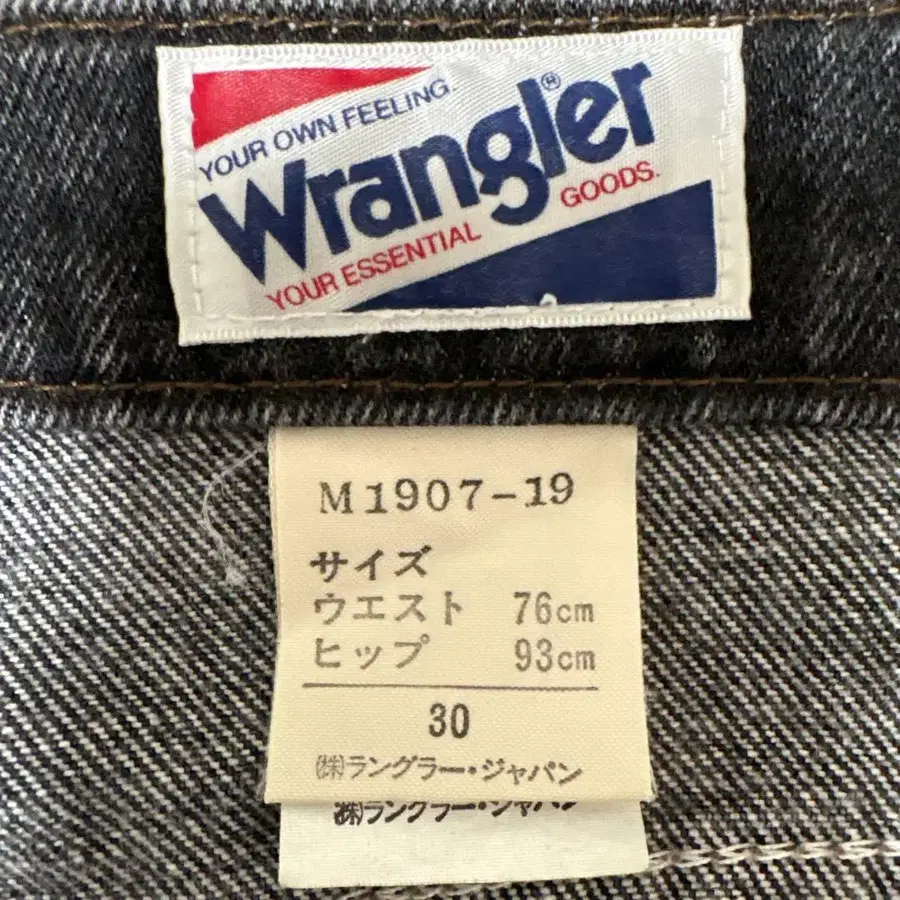 YOUR OWN FEELING
Wrangler®
YOUR ESSENTIAL GOODS.
M1907-19
サイズ
ウエスト 76cm
ヒップ 93cm
30
㈱ラングラー・ジャパン
㈱ラングラー・ジャパン